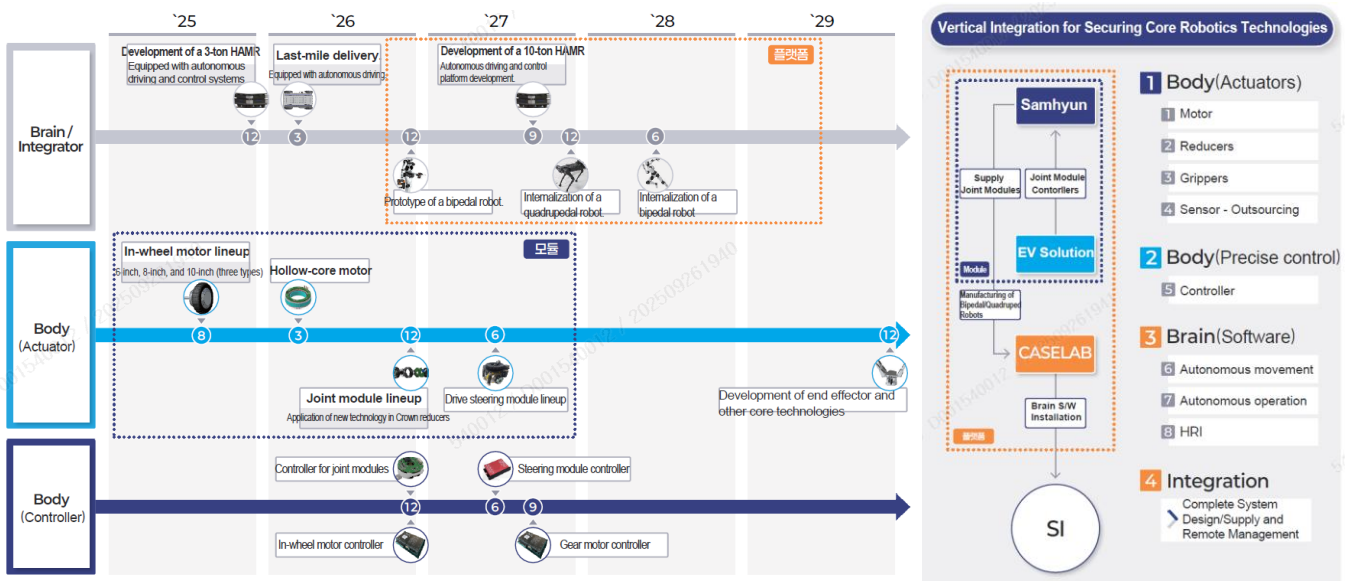 `25
`26
`27
`28
`29
Brain /
Integrator
Development of a 3-ton HAMR
Equipped with autonomous
driving and control systems
Last-mile delivery.
Equipped with autonomous driving
Development of a 10-ton HAMR
Autonomous driving and control
platform development.
플랫폼
12
3
12
9
12
6
Prototype of a bipedal robot.
Internalization of a
quadrupedal robot.
Internalization of a
bipedal robot
Body
(Actuator)
In-wheel motor lineup
6-inch, 8-inch, and 10-inch (three types)
Hollow-core motor
모듈
8
3
12
6
12
Joint module lineup
Application of new technology in Crown reducers
Drive steering module lineup
Development of end effector and
other core technologies
Body
(Controller)
Controller for joint modules
Steering module controller
12
6
9
In-wheel motor controller
Gear motor controller
Vertical Integration for Securing Core Robotics Technologies
Samhyun
Supply
Joint Modules
Joint Module
Contorllers
EV Solution
Module
Manufacturing of
Bipedal/Quadruped
Robots
CASELAB
Brain S/W
Installation
플랫폼
SI
1 Body(Actuators)
1 Motor
2 Reducers
3 Grippers
4 Sensor - Outsourcing
2 Body(Precise control)
5 Controller
3 Brain(Software)
6 Autonomous movement
7 Autonomous operation
8 HRI
4 Integration
Complete System
Design/Supply and
Remote Management